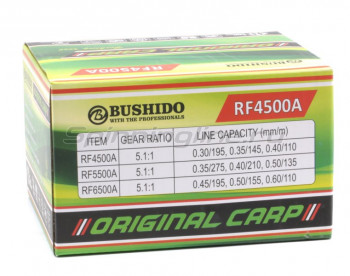 BUSHIDO
WITH THE PROFESSIONALS
RF4500A
ITEM GEAR RATIO LINE CAPACITY (mm/m)
RF4500A 5.1:1 0.30/195, 0.35/145, 0.40/110
RF5500A 5.1:1 0.35/275, 0.40/210, 0.50/135
RF6500A 5.1:1 0.45/195, 0.50/155, 0.60/110
ORIGINAL CARP